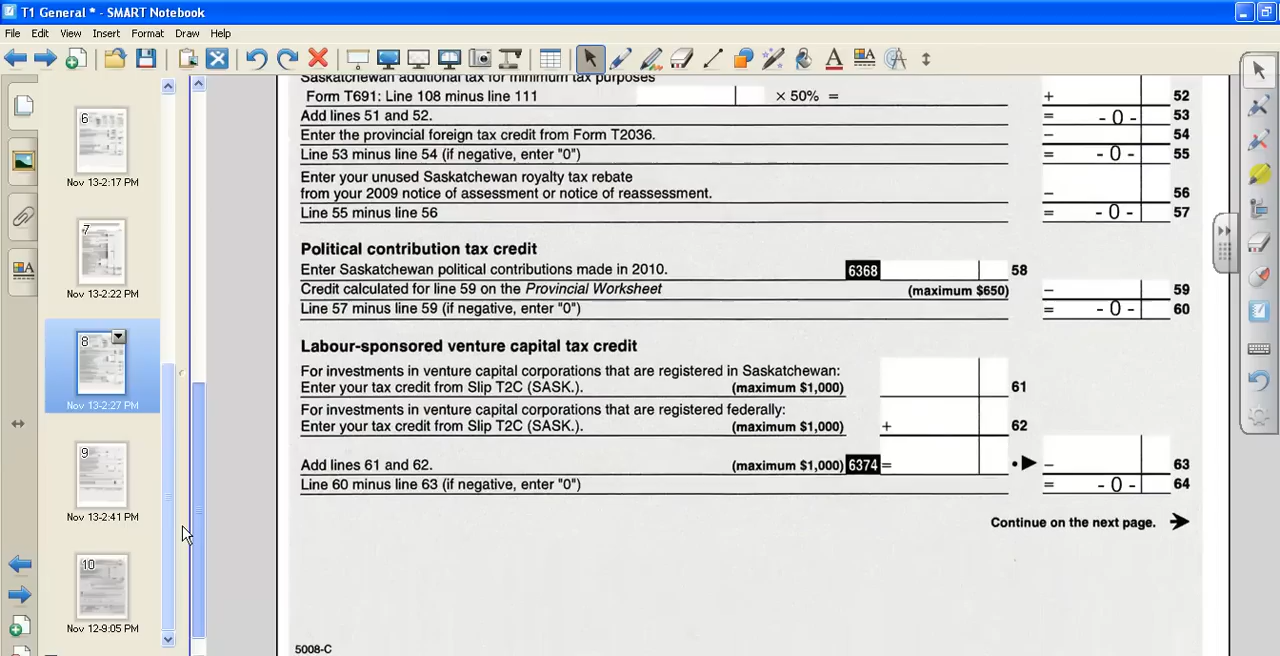 T1 General * - SMART Notebook
File Edit View Insert Format Draw Help
6
Nov 13-2:17 PM
7
Nov 13-2:22 PM
8
Nov 13-2:27 PM
9
Nov 13-2:41 PM
10
Nov 12-9:05 PM
Saskatchewan additional tax for minimum tax purposes
Form T691: Line 108 minus line 111 × 50% = + 52
Add lines 51 and 52. = - 0 - 53
Enter the provincial foreign tax credit from Form T2036. – 54
Line 53 minus line 54 (if negative, enter "0") = - 0 - 55
Enter your unused Saskatchewan royalty tax rebate
from your 2009 notice of assessment or notice of reassessment. – 56
Line 55 minus line 56 = - 0 - 57
Political contribution tax credit
Enter Saskatchewan political contributions made in 2010. 6368 58
Credit calculated for line 59 on the Provincial Worksheet (maximum $650) – 59
Line 57 minus line 59 (if negative, enter "0") = - 0 - 60
Labour-sponsored venture capital tax credit
For investments in venture capital corporations that are registered in Saskatchewan:
Enter your tax credit from Slip T2C (SASK.). (maximum $1,000) 61
For investments in venture capital corporations that are registered federally:
Enter your tax credit from Slip T2C (SASK.). (maximum $1,000) + 62
Add lines 61 and 62. (maximum $1,000) 6374 = •► – 63
Line 60 minus line 63 (if negative, enter "0") = - 0 - 64
Continue on the next page. ➔
5008-C